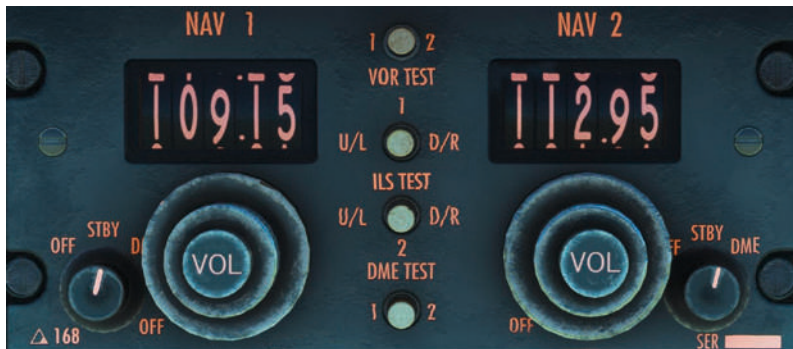 NAV 1
NAV 2
1 2
VOR TEST
109.15
112.95
1
U/L D/R
ILS TEST
U/L D/R
2
DME TEST
1 2
OFF STBY
VOL
OFF
VOL
STBY DME
OFF
168
SER